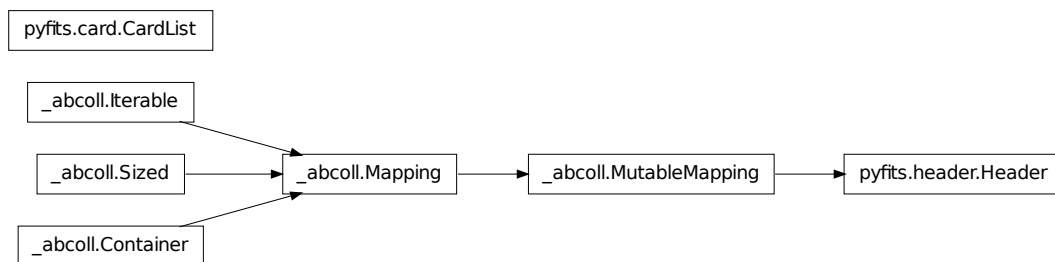 pyfits.card.CardList
_abcoll.Iterable
_abcoll.Sized
_abcoll.Mapping
_abcoll.MutableMapping
pyfits.header.Header
_abcoll.Container